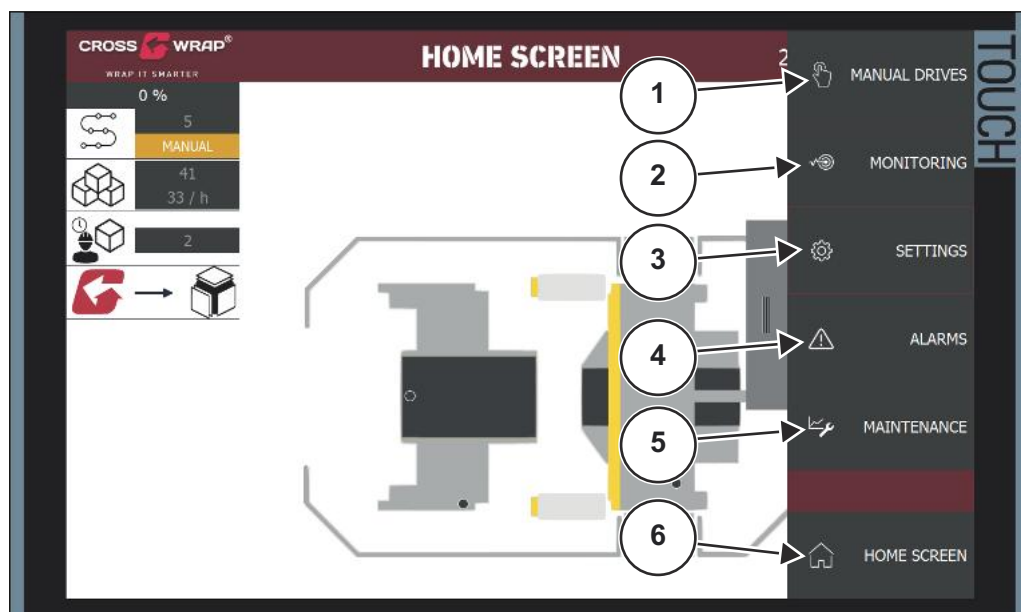 CROSS WRAP®
WRAP IT SMARTER
HOME SCREEN
2
0 %
5
MANUAL
41
33 / h
2
1
MANUAL DRIVES
2
MONITORING
3
SETTINGS
4
ALARMS
5
MAINTENANCE
6
HOME SCREEN
TOUCH